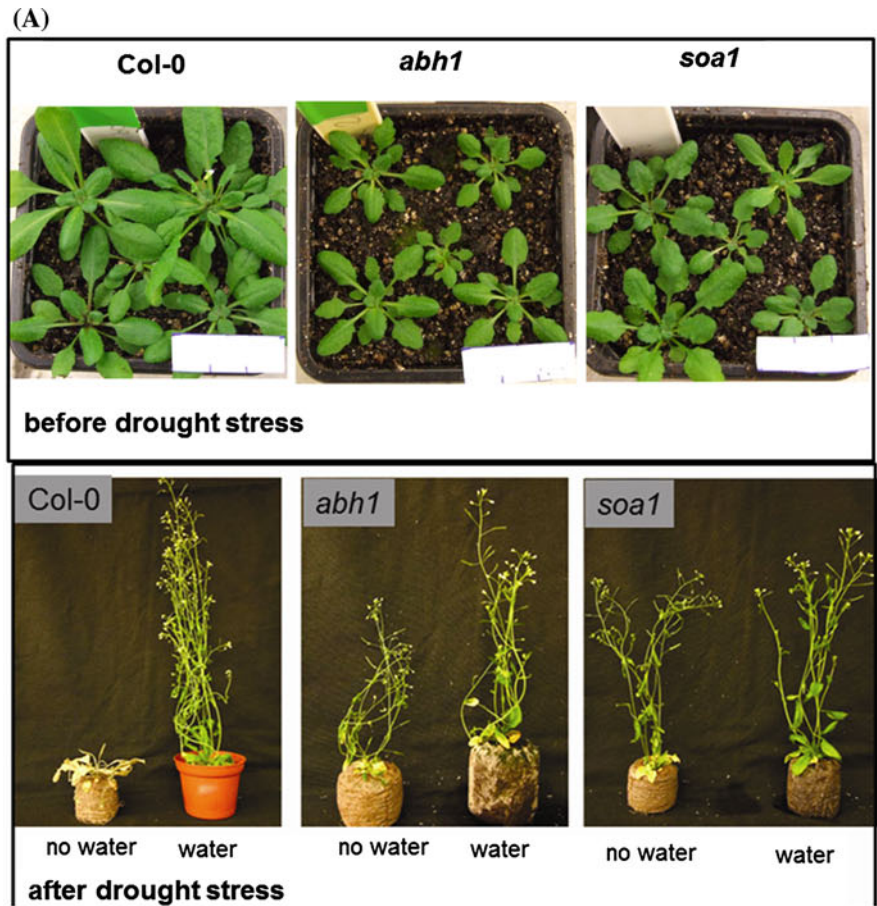 (A)
Col-0 abh1 soa1
before drought stress
Col-0 abh1 soa1
no water water no water water no water water
after drought stress